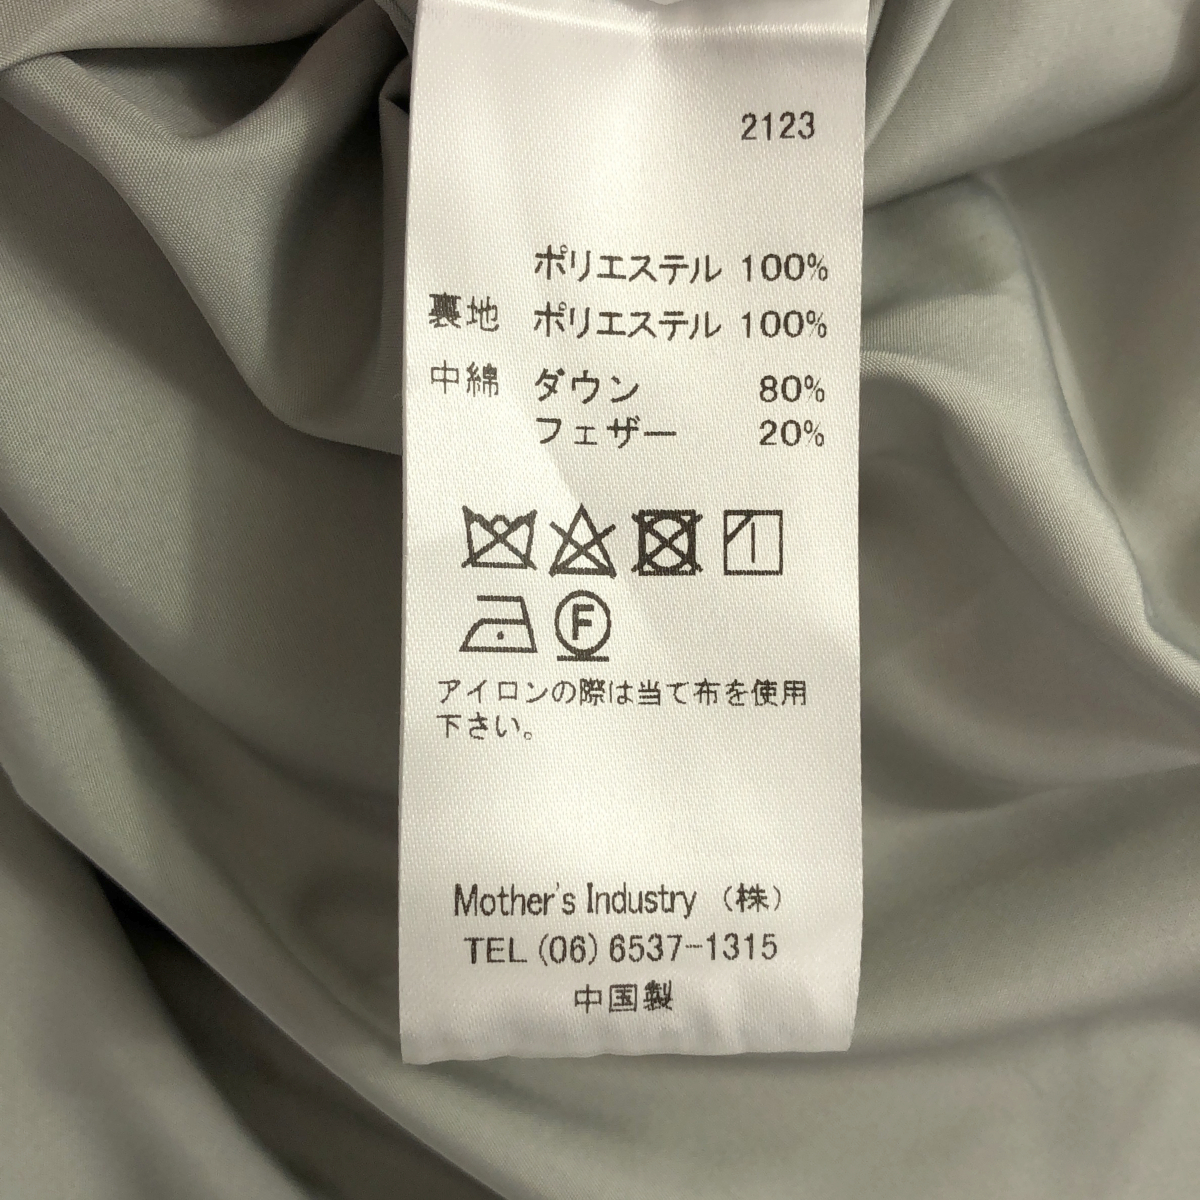 2123
ポリエステル 100%
裏地 ポリエステル 100%
中綿 ダウン 80%
フェザー 20%
F
アイロンの際は当て布を使用
下さい。
Mother's Industry (株)
TEL (06) 6537-1315
中国製